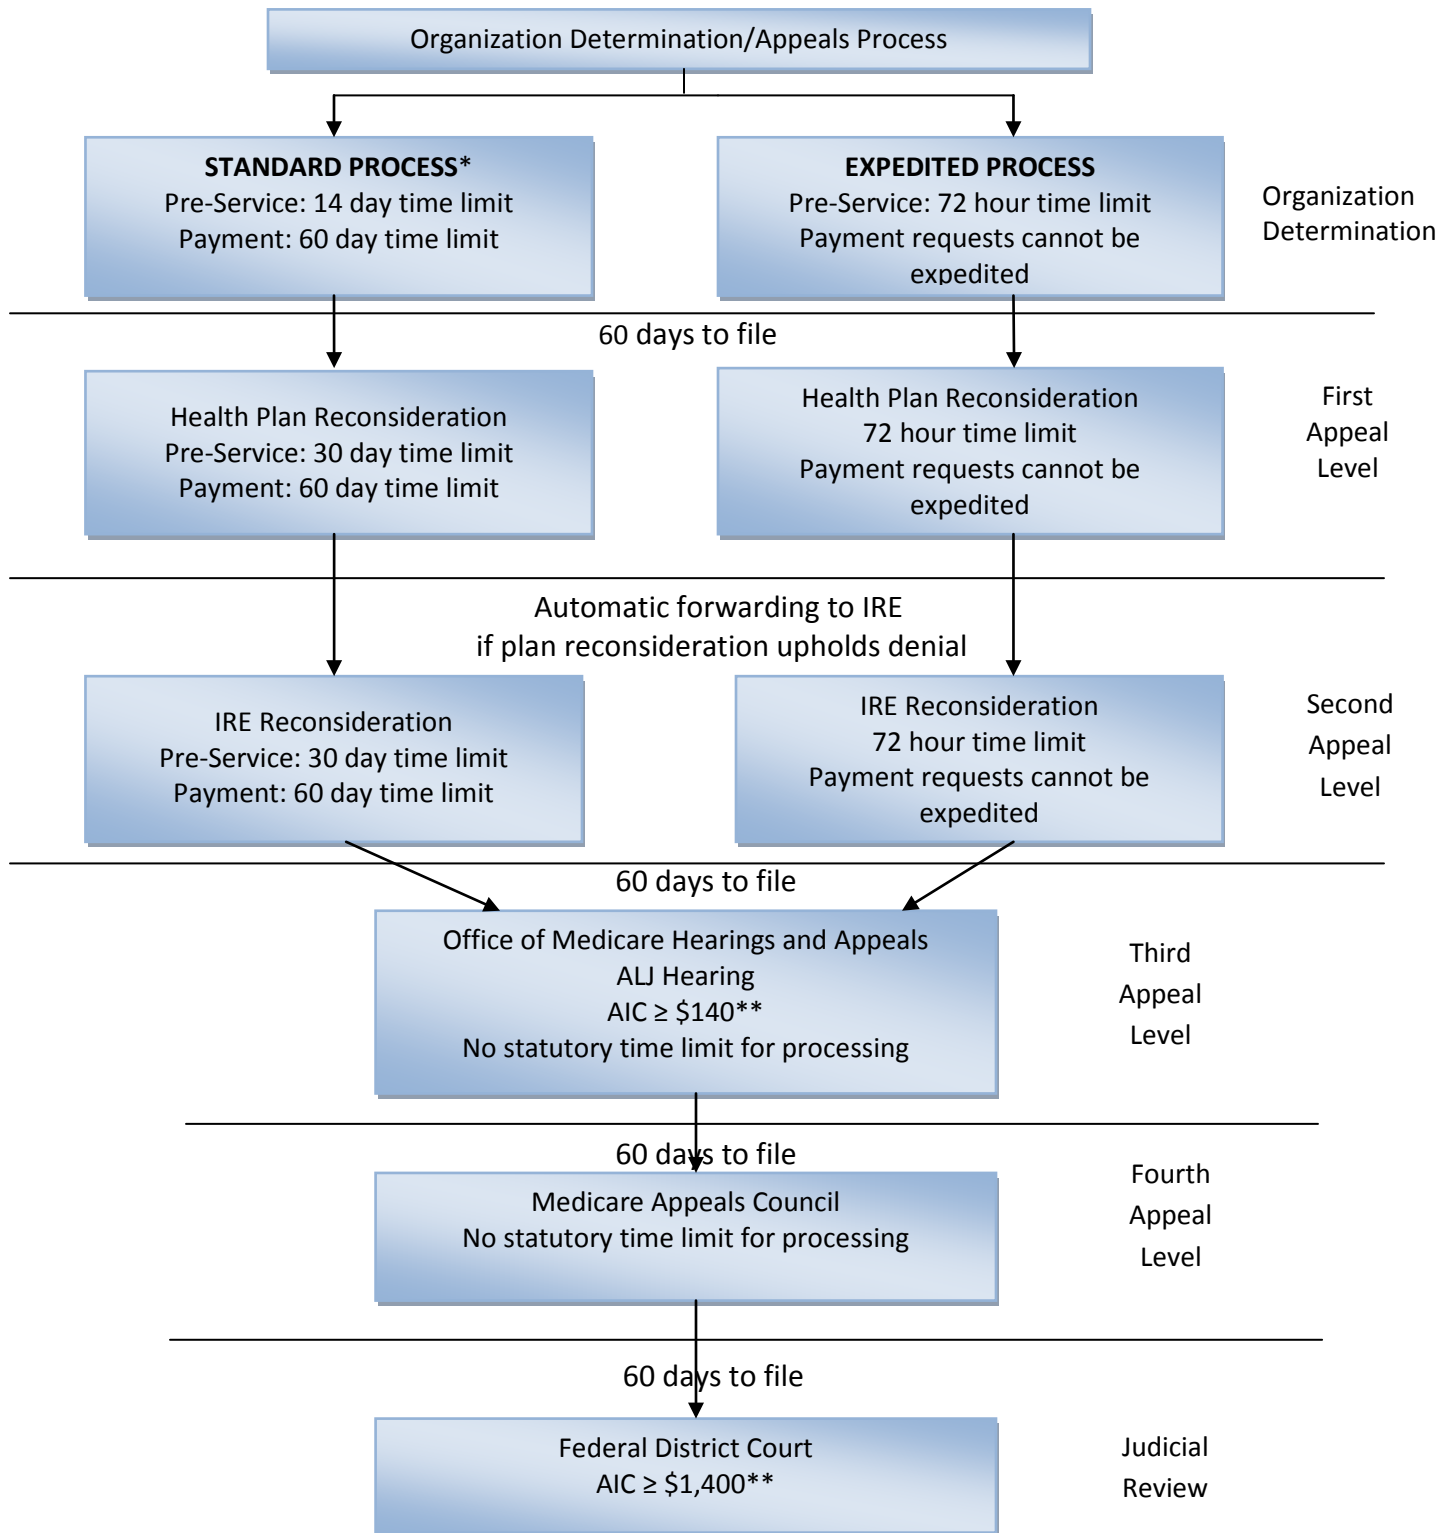 Organization Determination/Appeals Process
STANDARD PROCESS*
Pre-Service: 14 day time limit
Payment: 60 day time limit
EXPEDITED PROCESS
Pre-Service: 72 hour time limit
Payment requests cannot be
expedited
Organization
Determination
60 days to file
Health Plan Reconsideration
Pre-Service: 30 day time limit
Payment: 60 day time limit
Health Plan Reconsideration
72 hour time limit
Payment requests cannot be
expedited
First
Appeal
Level
Automatic forwarding to IRE
if plan reconsideration upholds denial
IRE Reconsideration
Pre-Service: 30 day time limit
Payment: 60 day time limit
IRE Reconsideration
72 hour time limit
Payment requests cannot be
expedited
Second
Appeal
Level
60 days to file
Office of Medicare Hearings and Appeals
ALJ Hearing
AIC ≥ $140**
No statutory time limit for processing
Third
Appeal
Level
60 days to file
Medicare Appeals Council
No statutory time limit for processing
Fourth
Appeal
Level
60 days to file
Federal District Court
AIC ≥ $1,400**
Judicial
Review